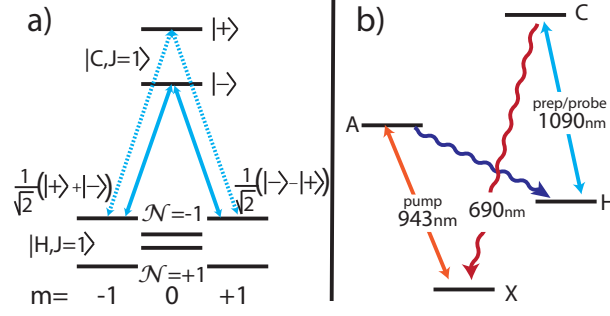 a)
|+⟩
|C,J=1⟩
|−⟩
1/√2(|+⟩+|−⟩)
1/√2(|−⟩−|+⟩)
𝒩=-1
|H,J=1⟩
𝒩=+1
m= -1 0 +1
b)
C
prep/probe
1090nm
A
H
pump
943nm
690nm
X